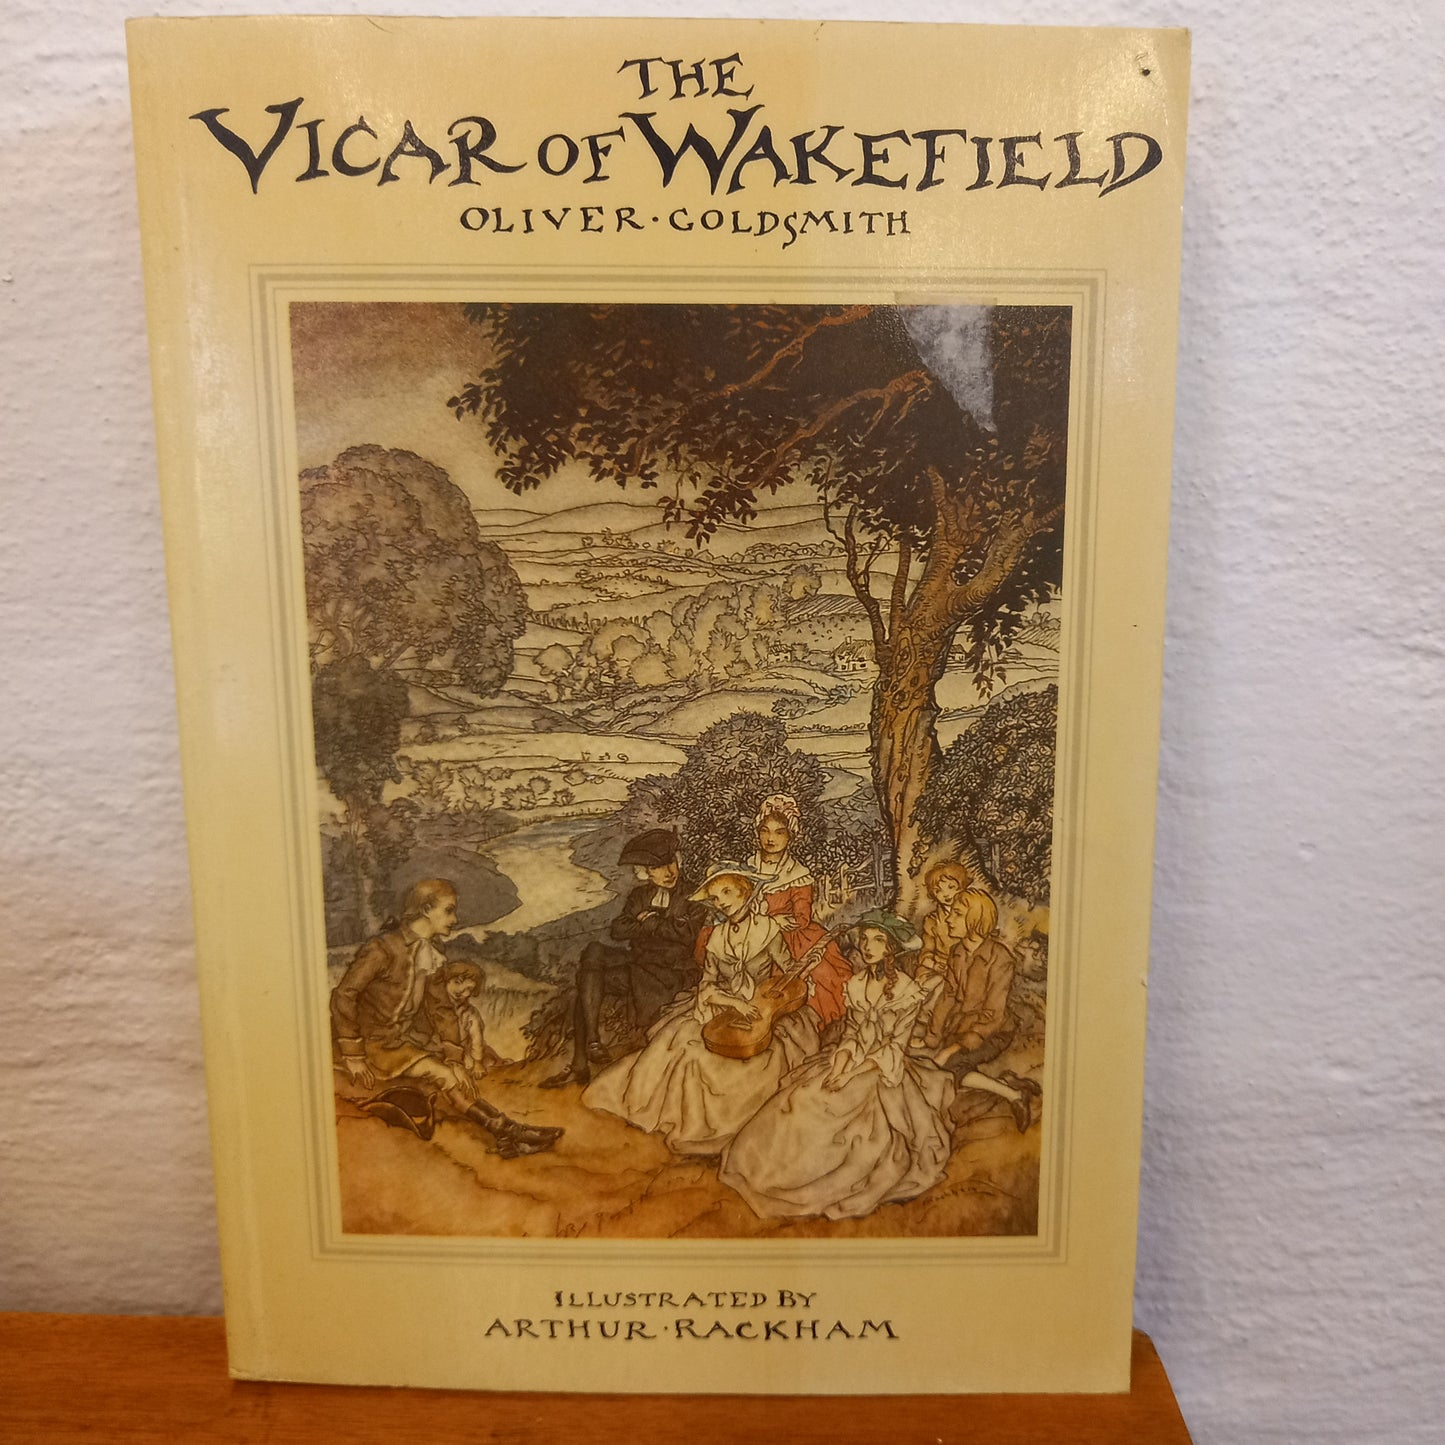 THE
VICAR OF WAKEFIELD
OLIVER · GOLDSMITH
ILLUSTRATED BY
ARTHUR · RACKHAM